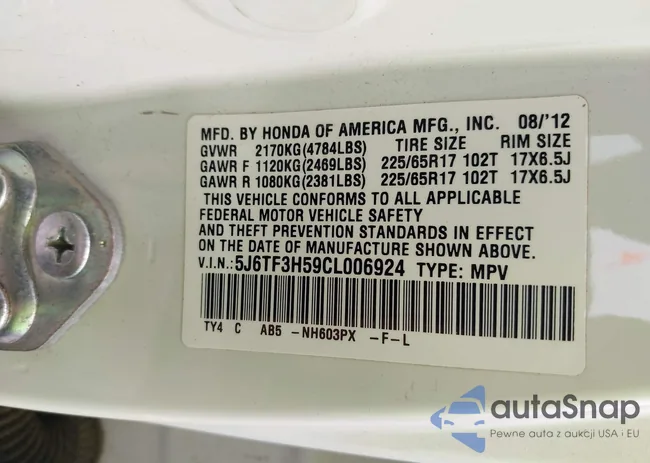 MFD. BY HONDA OF AMERICA MFG., INC. 08/'12
GVWR 2170KG(4784LBS) TIRE SIZE RIM SIZE
GAWR F 1120KG(2469LBS) 225/65R17 102T 17X6.5J
GAWR R 1080KG(2381LBS) 225/65R17 102T 17X6.5J
THIS VEHICLE CONFORMS TO ALL APPLICABLE
FEDERAL MOTOR VEHICLE SAFETY
AND THEFT PREVENTION STANDARDS IN EFFECT
ON THE DATE OF MANUFACTURE SHOWN ABOVE.
V.I.N.:5J6TF3H59CL006924 TYPE: MPV
TY4 C AB5 -NH603PX -F-L
autaSnap
Pewne auta z aukcji USA i EU